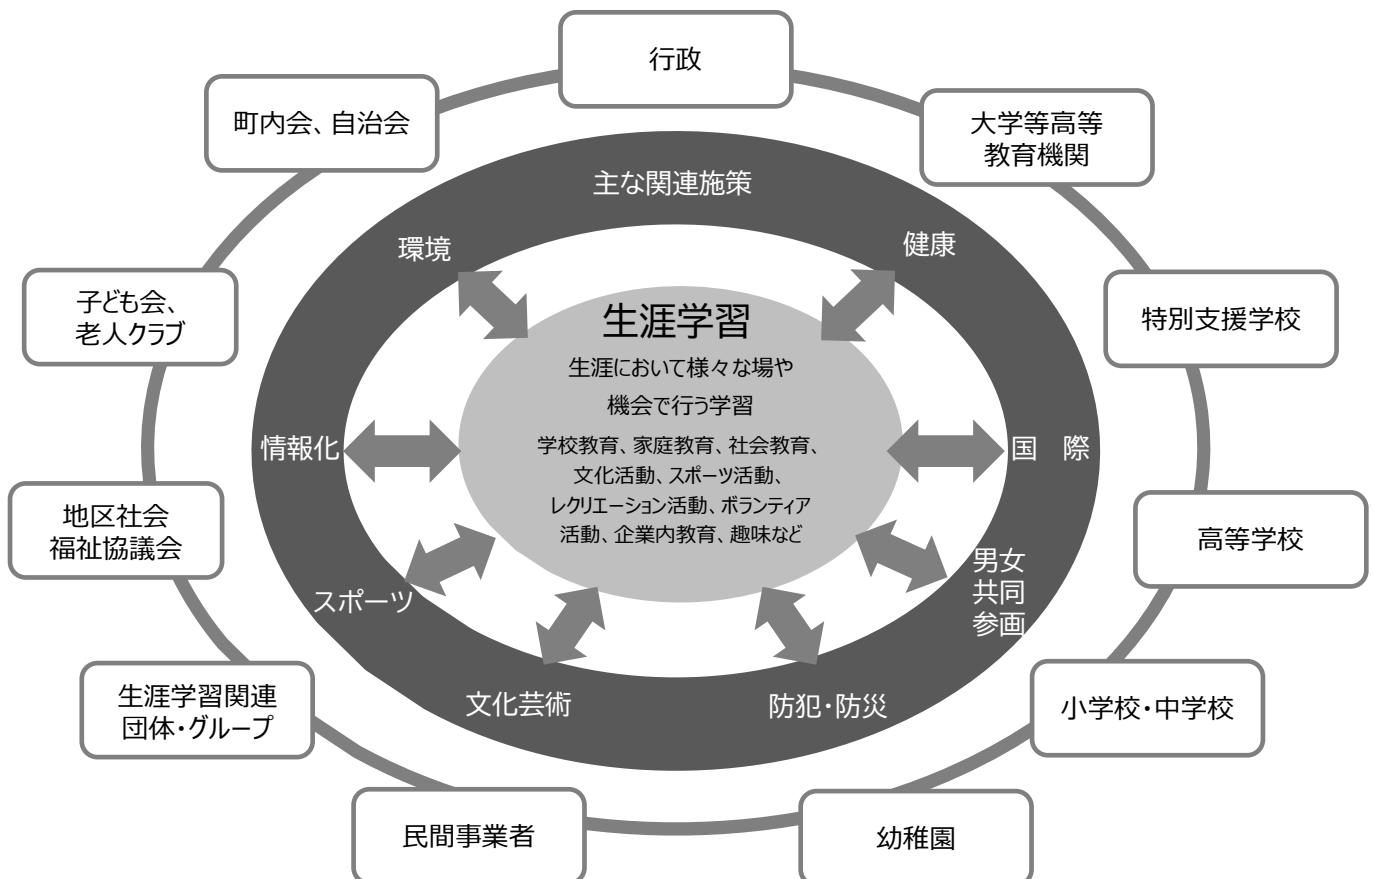 行政
町内会、自治会
大学等高等
教育機関
主な関連施策
環境
健康
子ども会、
老人クラブ
特別支援学校
生涯学習
生涯において様々な場や
機会で行う学習
学校教育、家庭教育、社会教育、
文化活動、スポーツ活動、
レクリエーション活動、ボランティア
活動、企業内教育、趣味など
情報化
国　際
地区社会
福祉協議会
高等学校
スポーツ
男女
共同
参画
生涯学習関連
団体・グループ
文化芸術
防犯・防災
小学校・中学校
民間事業者
幼稚園